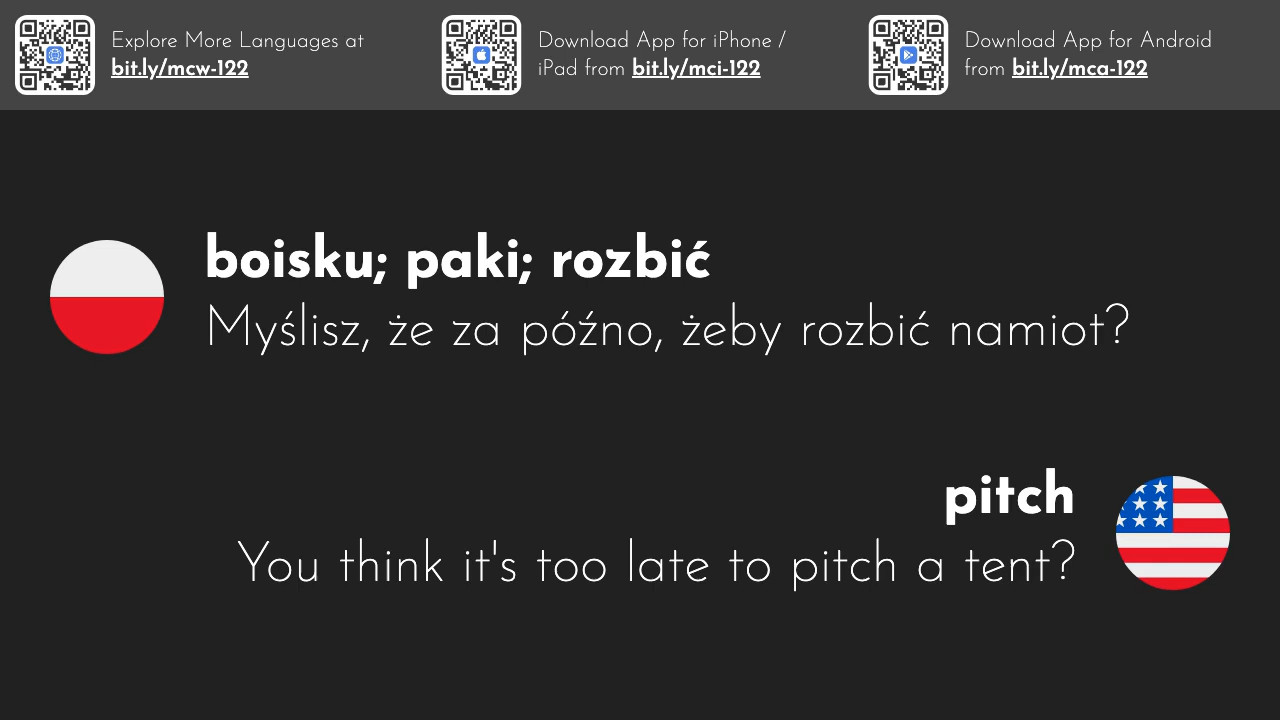 Explore More Languages at
bit.ly/mcw-122
Download App for iPhone /
iPad from bit.ly/mci-122
Download App for Android
from bit.ly/mca-122
boisku; paki; rozbić
Myślisz, że za późno, żeby rozbić namiot?
pitch
You think it's too late to pitch a tent?